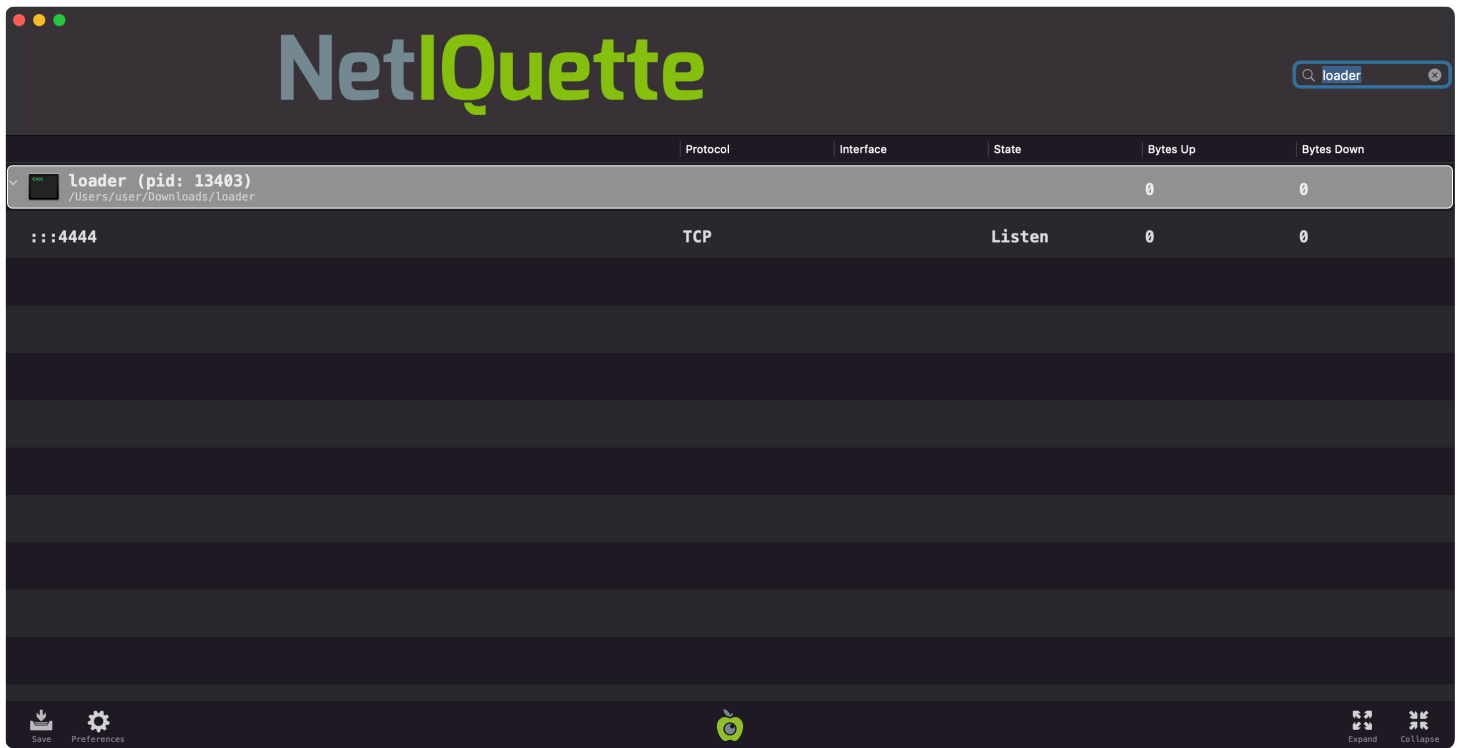 NetIQuette
loader
Protocol Interface State Bytes Up Bytes Down
loader (pid: 13403) 0 0
/Users/user/Downloads/loader
:::4444 TCP Listen 0 0
Save Preferences Expand Collapse